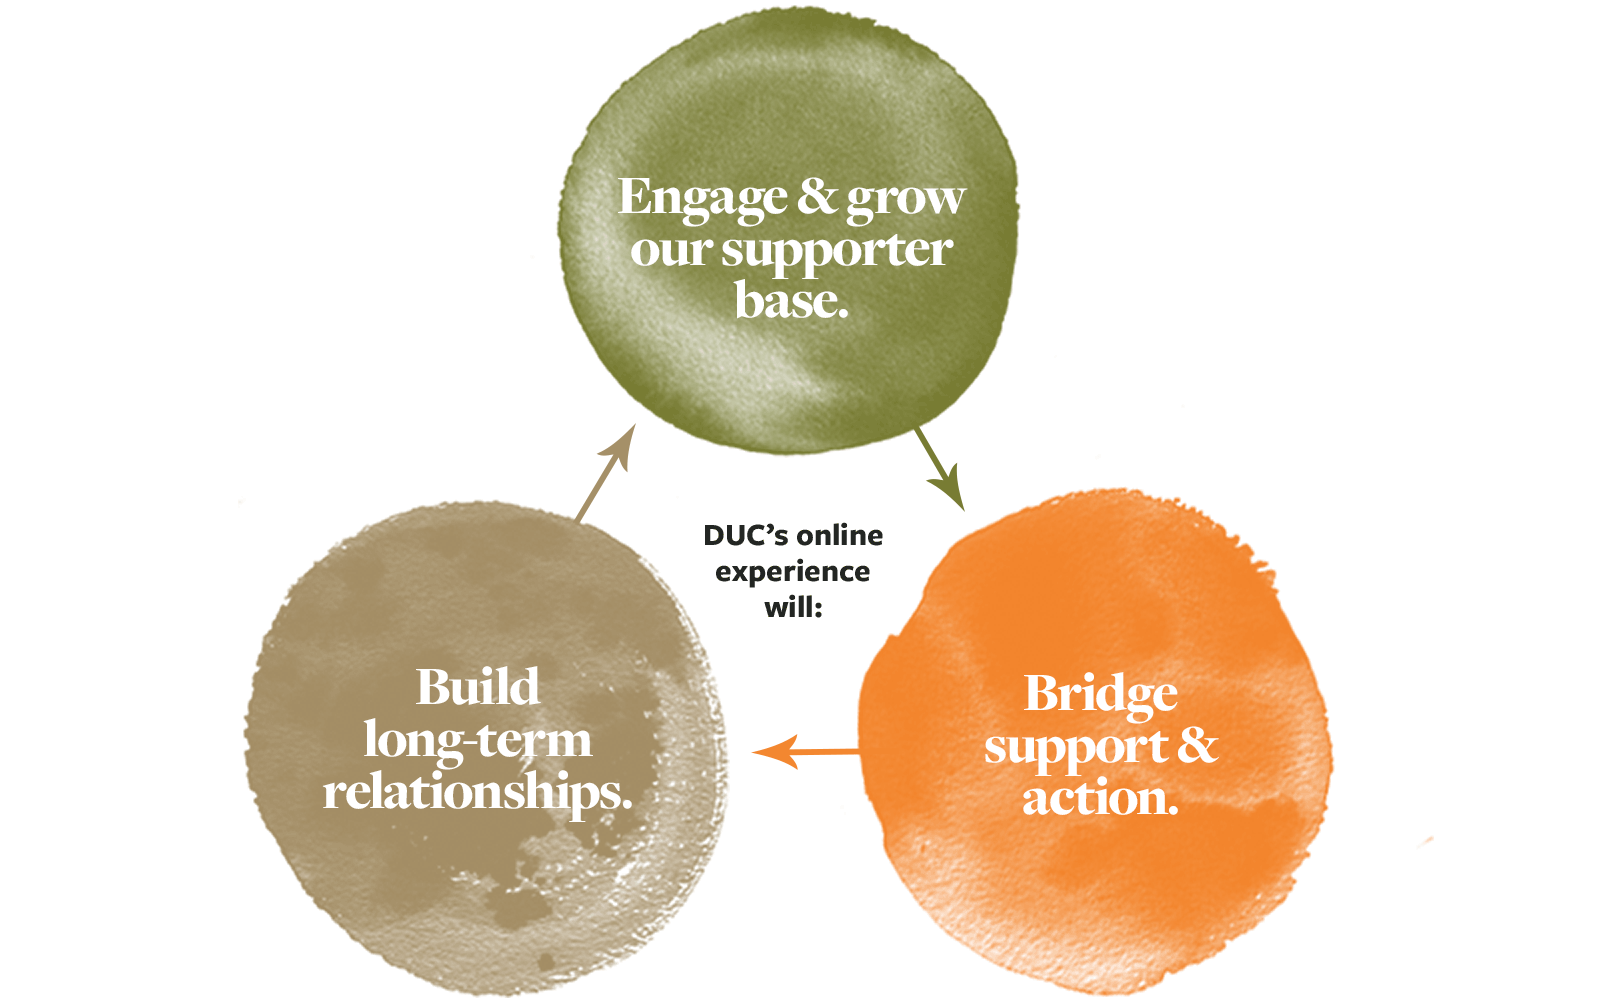 Engage & grow
our supporter
base.
DUC’s online
experience
will:
Build
long-term
relationships.
Bridge
support &
action.